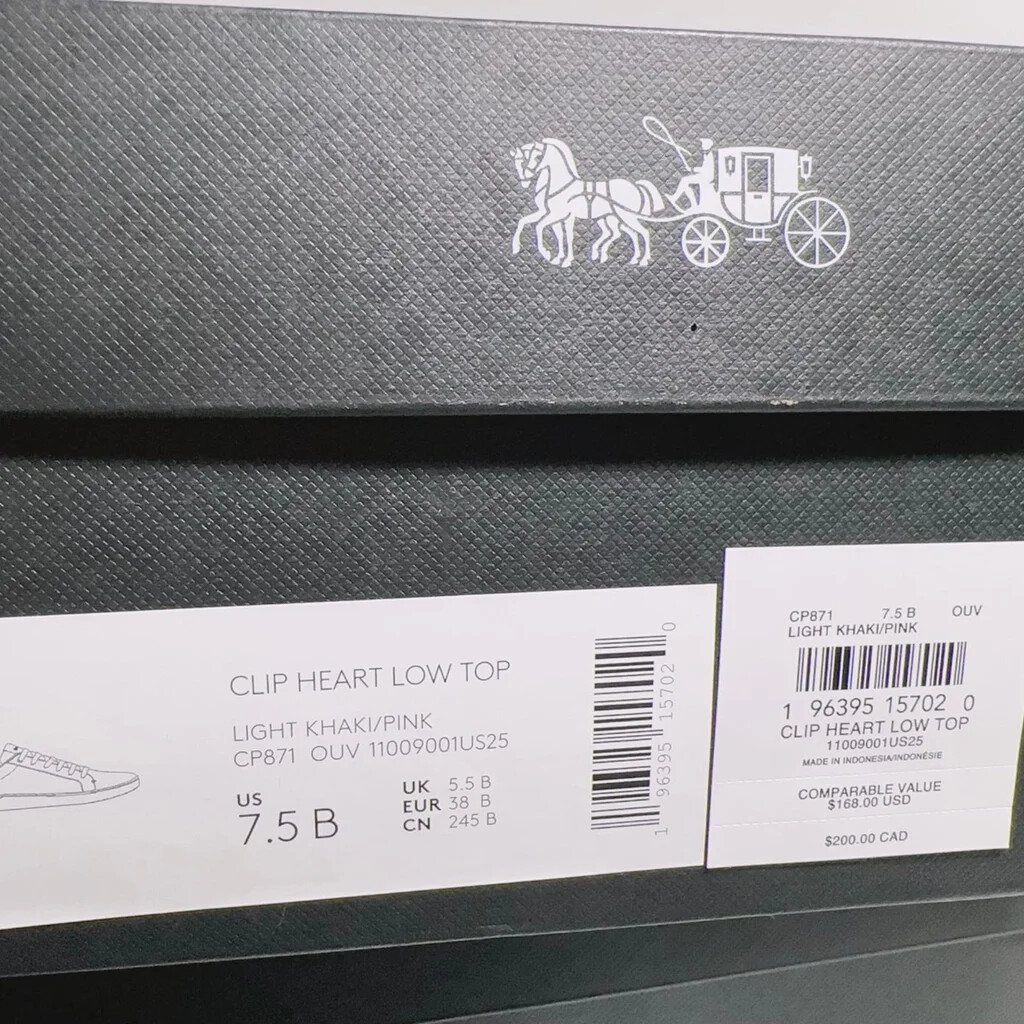 CLIP HEART LOW TOP
LIGHT KHAKI/PINK
CP871 OUV 11009001US25
US
7.5 B
UK 5.5 B
EUR 38 B
CN 245 B
1 96395 15702 0
CP871 7.5 B OUV
LIGHT KHAKI/PINK
1 96395 15702 0
CLIP HEART LOW TOP
11009001US25
MADE IN INDONESIA/INDONÉSIE
COMPARABLE VALUE
$168.00 USD
$200.00 CAD